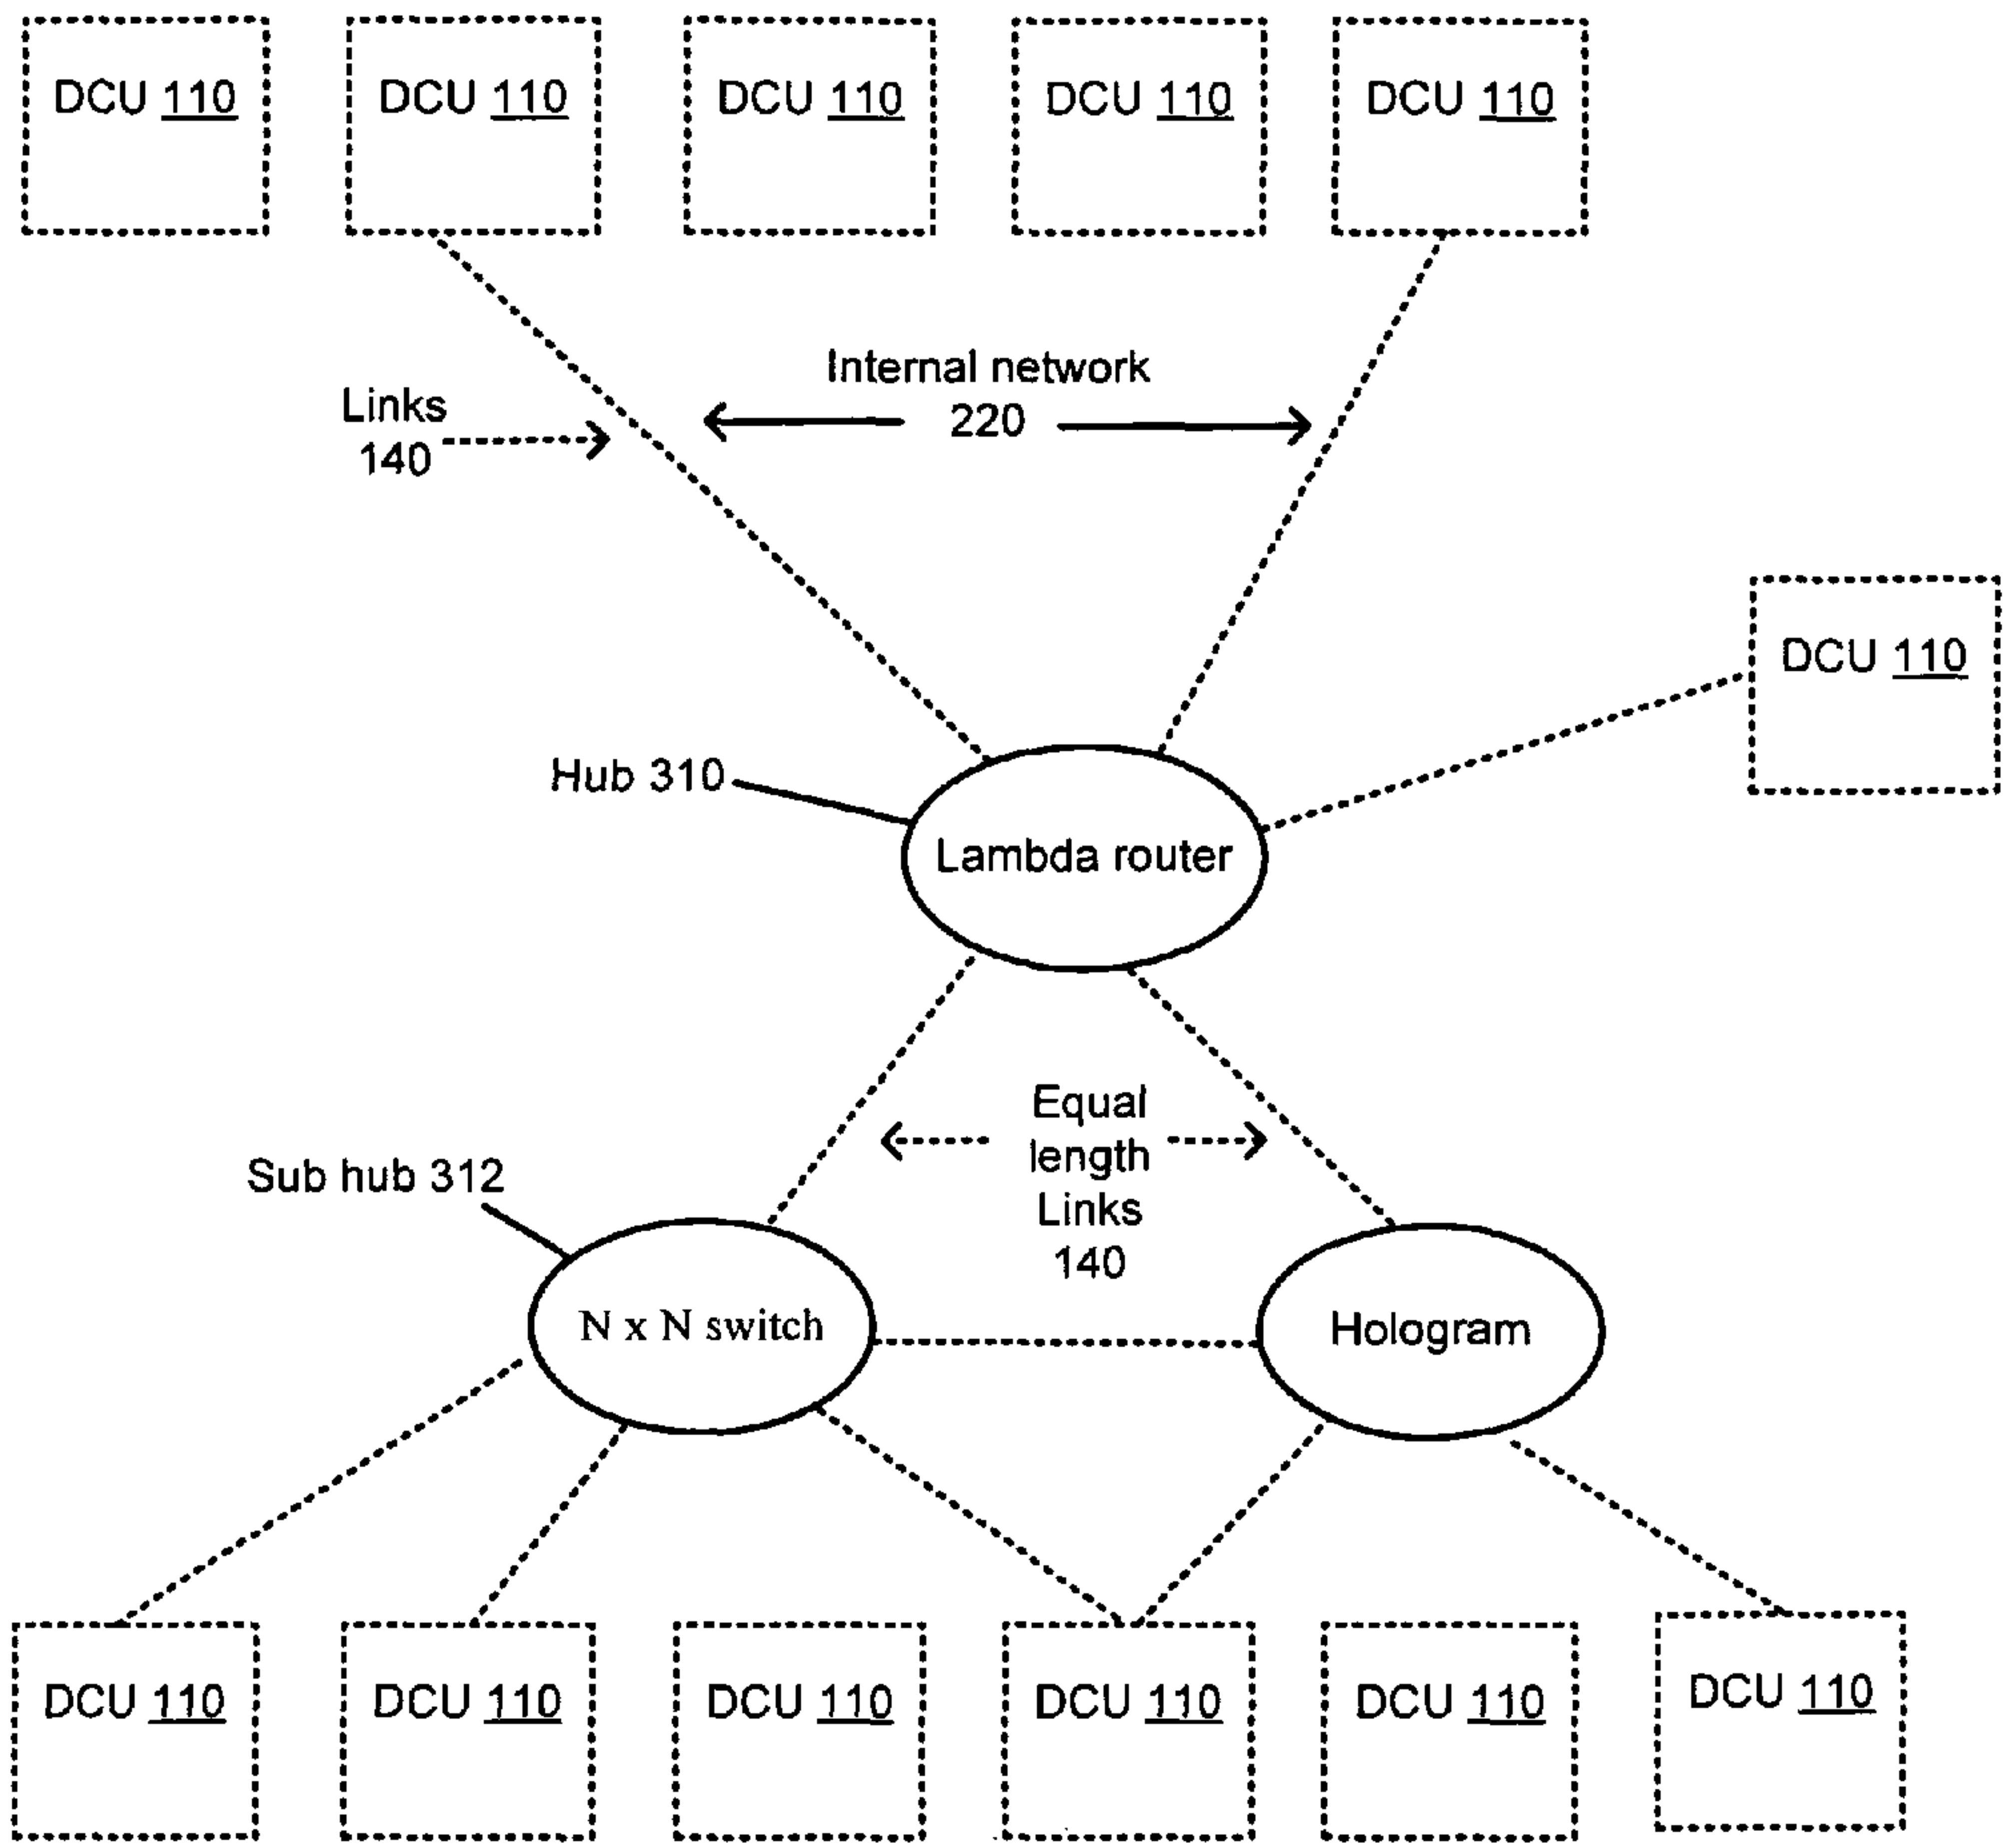 DCU 110
DCU 110
DCU 110
DCU 110
DCU 110
Internal network
220
Links
140
DCU 110
Hub 310
Lambda router
Equal
length
Links
140
Sub hub 312
N x N switch
Hologram
DCU 110
DCU 110
DCU 110
DCU 110
DCU 110
DCU 110